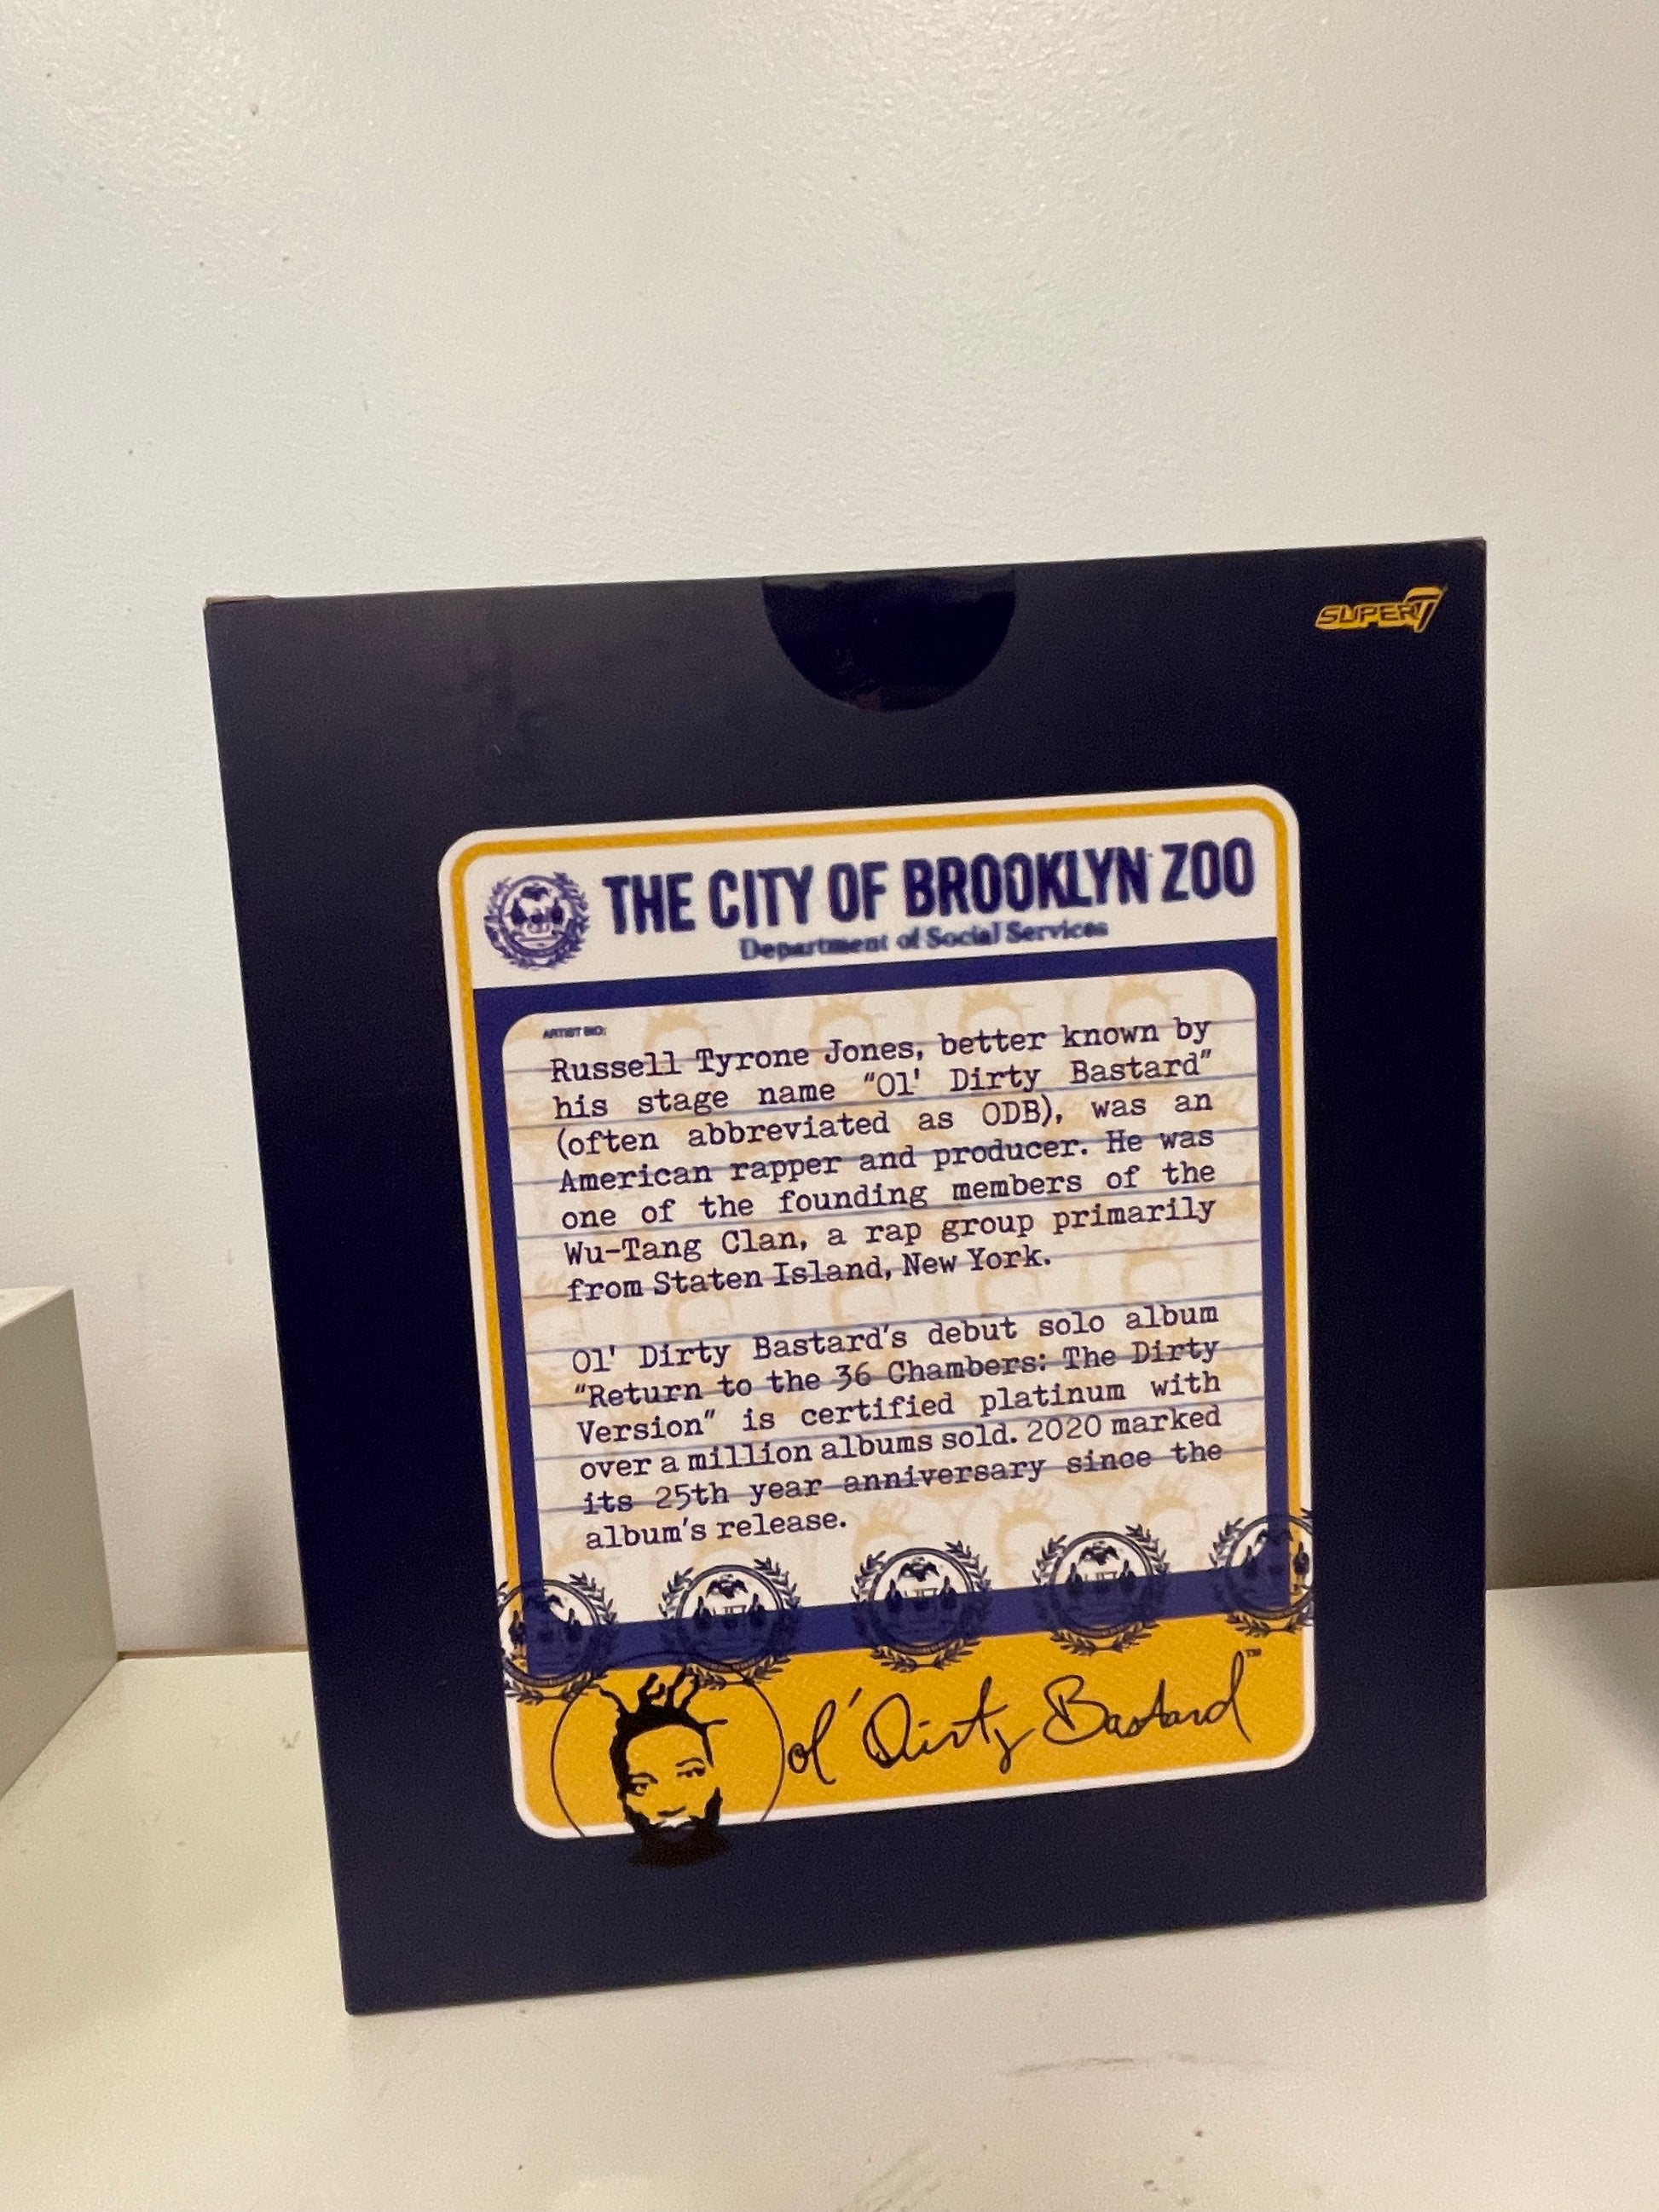 SUPER7
THE CITY OF BROOKLYN ZOO
Department of Social Services
ARTIST BIO:
Russell Tyrone Jones, better known by
his stage name "Ol' Dirty Bastard"
(often abbreviated as ODB), was an
American rapper and producer. He was
one of the founding members of the
Wu-Tang Clan, a rap group primarily
from Staten Island, New York.
Ol' Dirty Bastard's debut solo album
"Return to the 36 Chambers: The Dirty
Version" is certified platinum with
over a million albums sold. 2020 marked
its 25th year anniversary since the
album's release.
ol' Dirty Bastard™